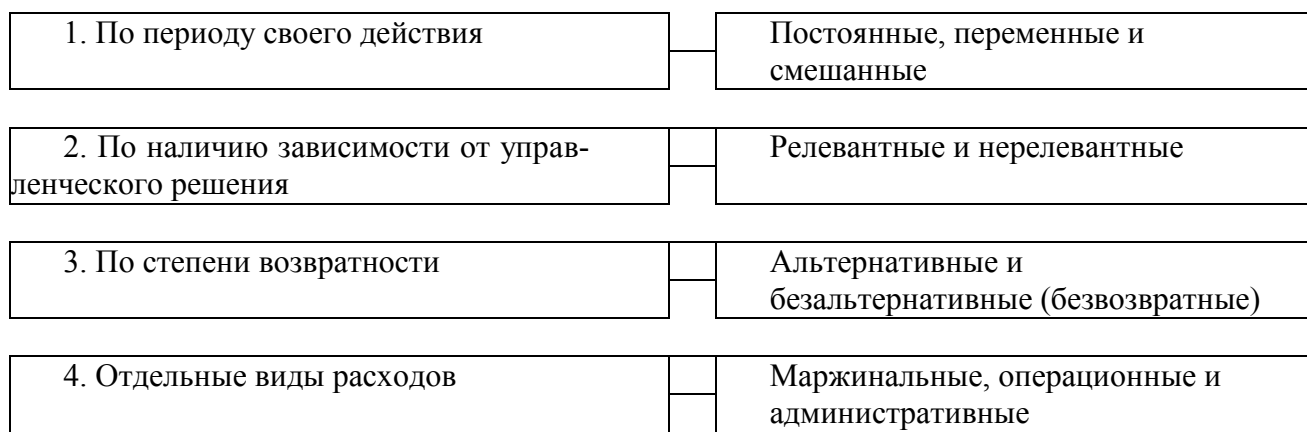 1. По периоду своего действия
Постоянные, переменные и
смешанные
2. По наличию зависимости от управ-
ленческого решения
Релевантные и нерелевантные
3. По степени возвратности
Альтернативные и
безальтернативные (безвозвратные)
4. Отдельные виды расходов
Маржинальные, операционные и
административные